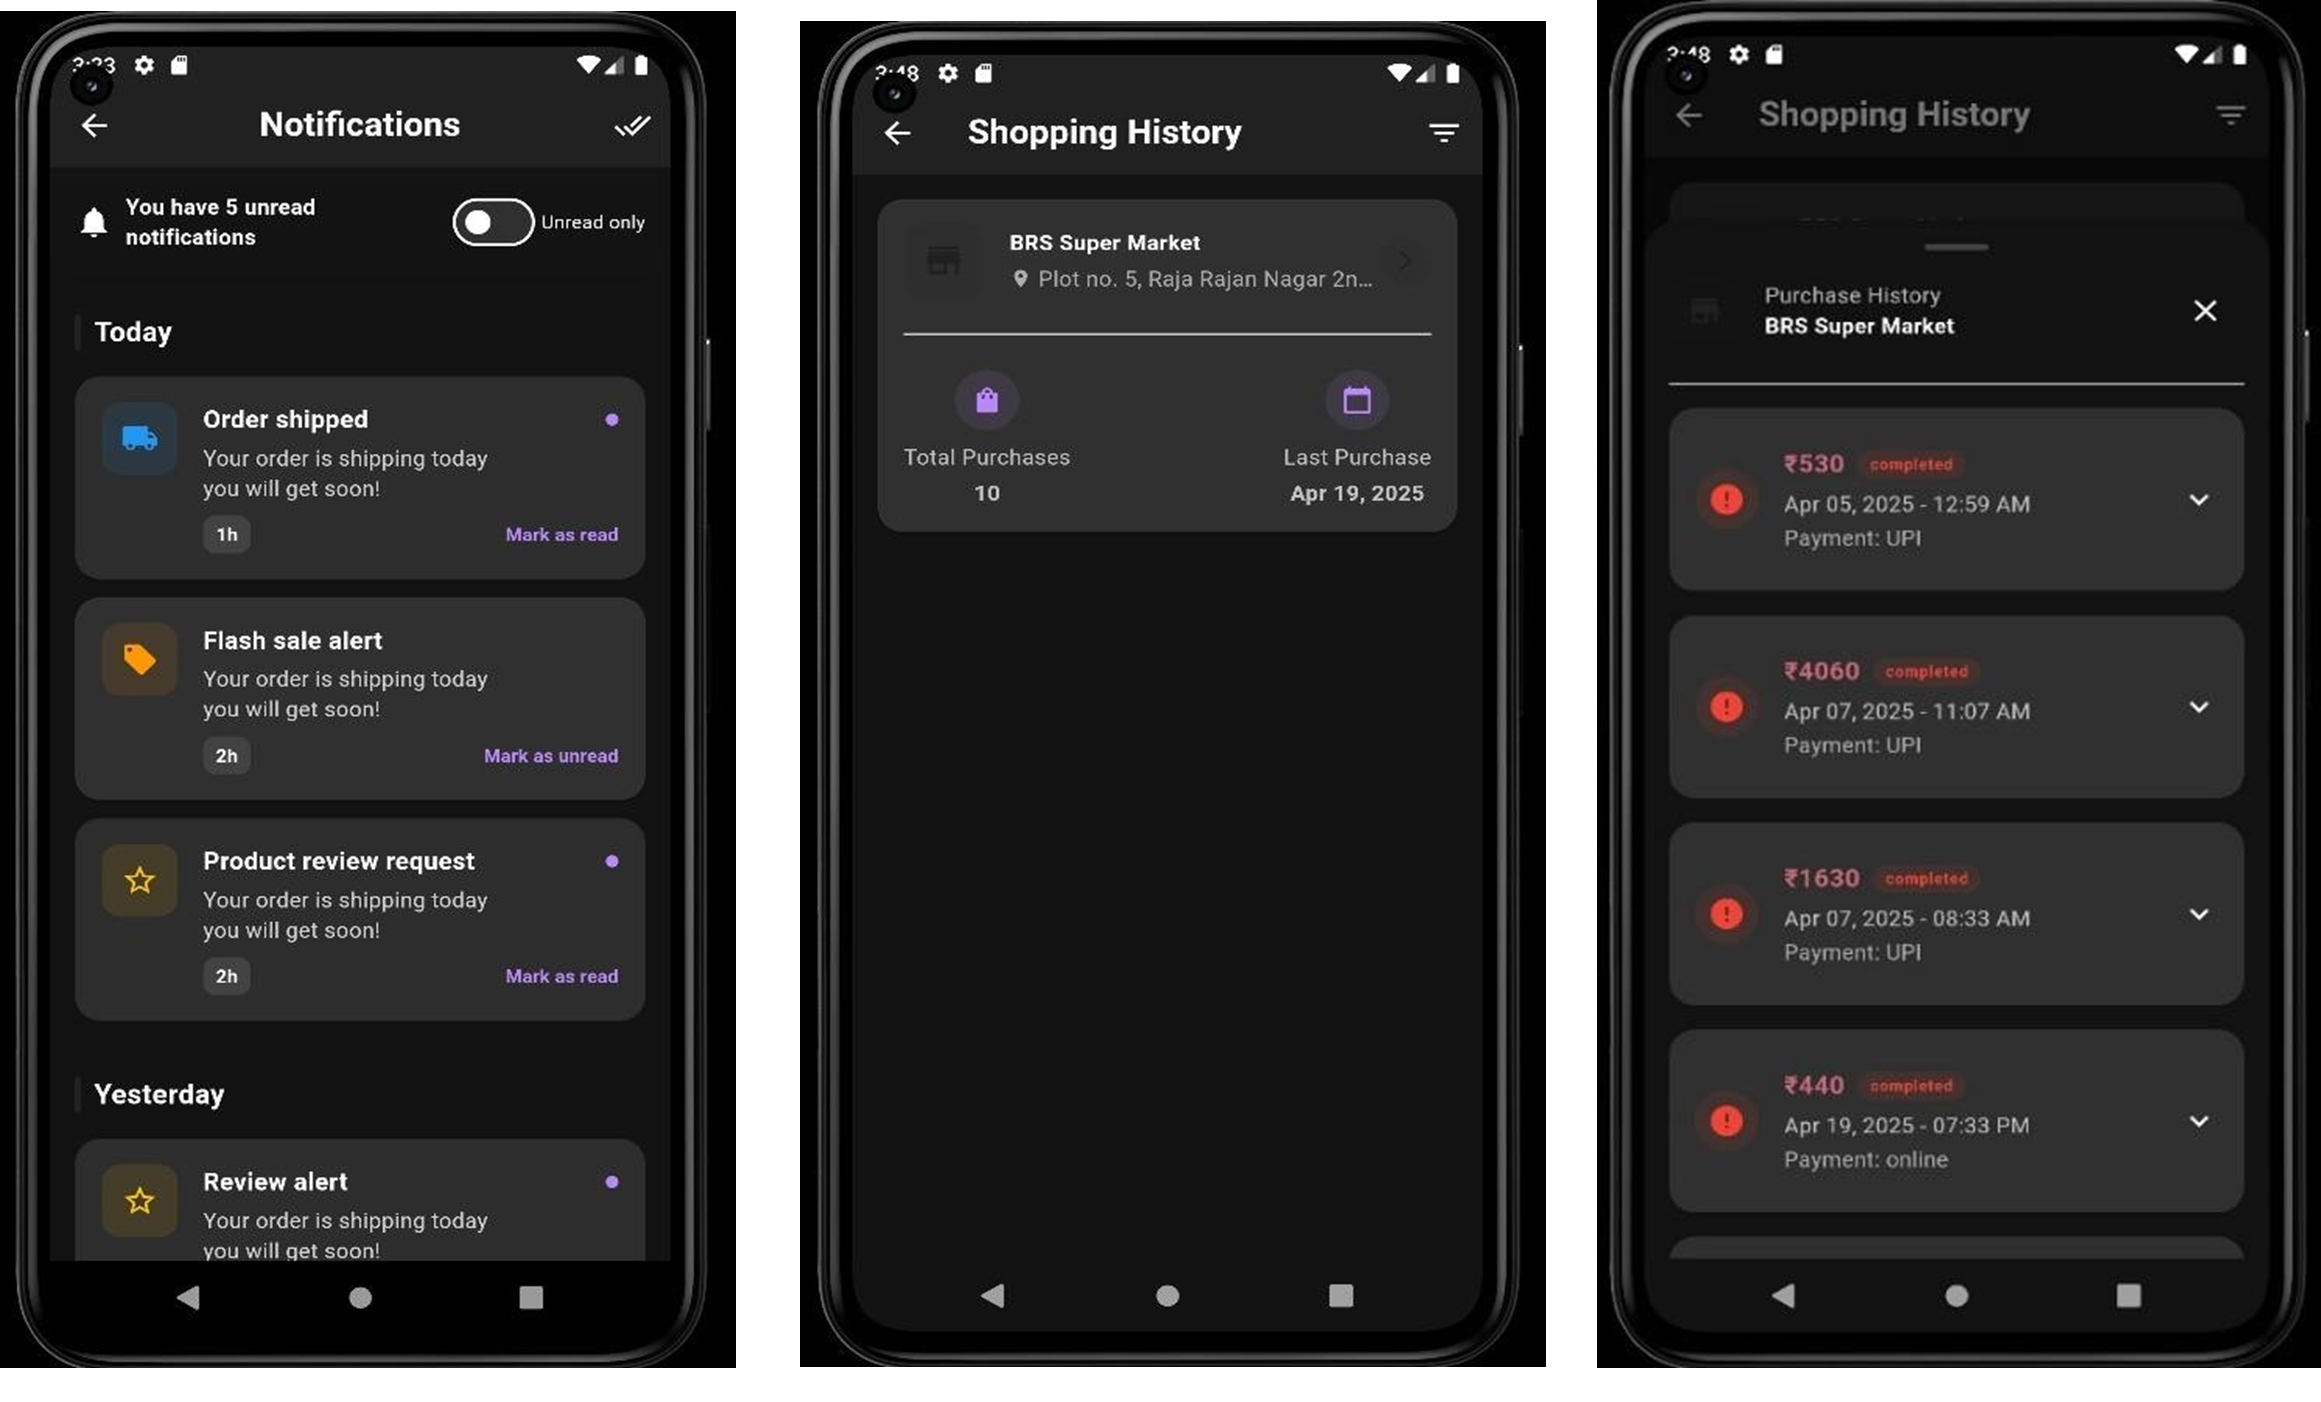 3:23
Notifications
You have 5 unread
notifications
Unread only
Today
Order shipped
Your order is shipping today
you will get soon!
1h
Mark as read
Flash sale alert
Your order is shipping today
you will get soon!
2h
Mark as unread
Product review request
Your order is shipping today
you will get soon!
2h
Mark as read
Yesterday
Review alert
Your order is shipping today
you will get soon!
3:48
Shopping History
BRS Super Market
Plot no. 5, Raja Rajan Nagar 2n...
Total Purchases
10
Last Purchase
Apr 19, 2025
3:48
Shopping History
Purchase History
BRS Super Market
₹530 completed
Apr 05, 2025 - 12:59 AM
Payment: UPI
₹4060 completed
Apr 07, 2025 - 11:07 AM
Payment: UPI
₹1630 completed
Apr 07, 2025 - 08:33 AM
Payment: UPI
₹440 completed
Apr 19, 2025 - 07:33 PM
Payment: online